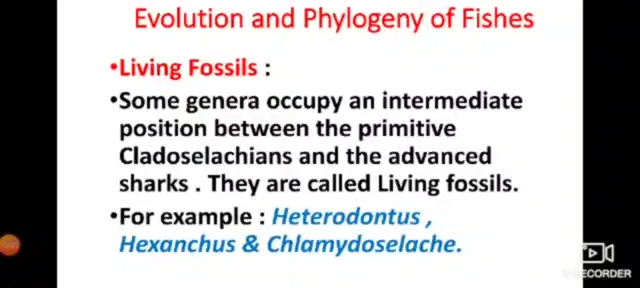 Evolution and Phylogeny of Fishes
•Living Fossils :
•Some genera occupy an intermediate
position between the primitive
Cladoselachians and the advanced
sharks . They are called Living fossils.
•For example : Heterodontus ,
Hexanchus & Chlamydoselache.
RECORDER